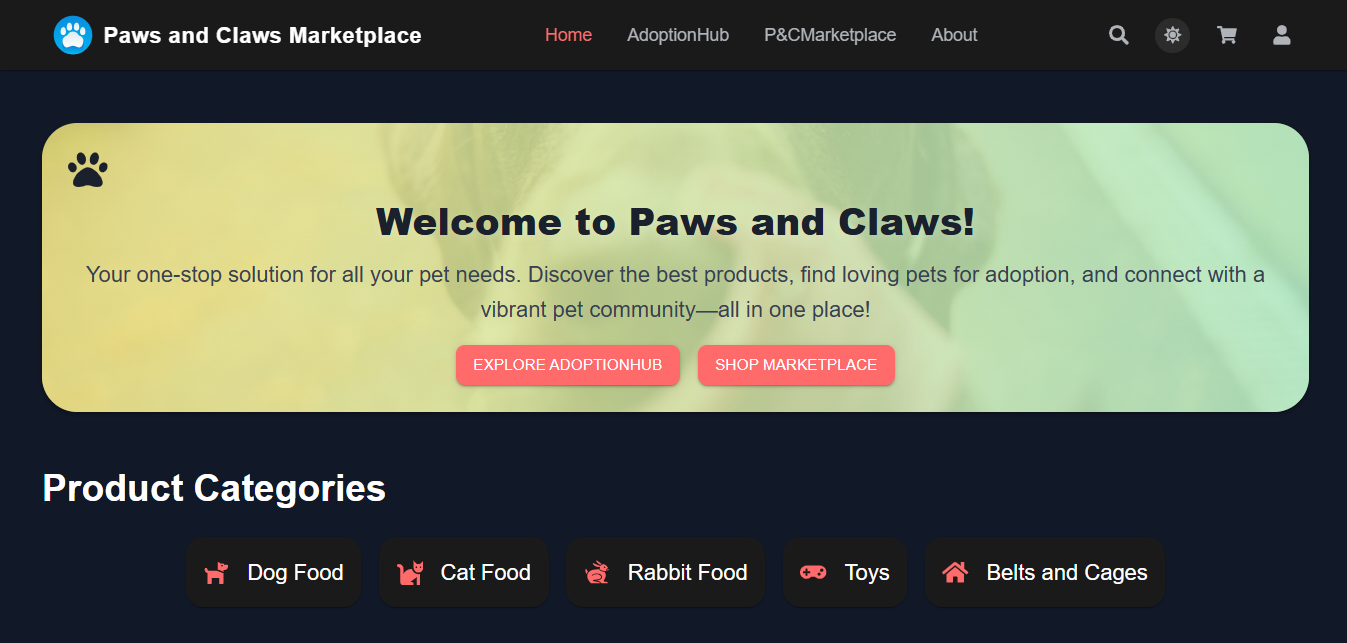 Paws and Claws Marketplace
Home
AdoptionHub
P&CMarketplace
About
Welcome to Paws and Claws!
Your one-stop solution for all your pet needs. Discover the best products, find loving pets for adoption, and connect with a
vibrant pet community—all in one place!
EXPLORE ADOPTIONHUB
SHOP MARKETPLACE
Product Categories
Dog Food
Cat Food
Rabbit Food
Toys
Belts and Cages